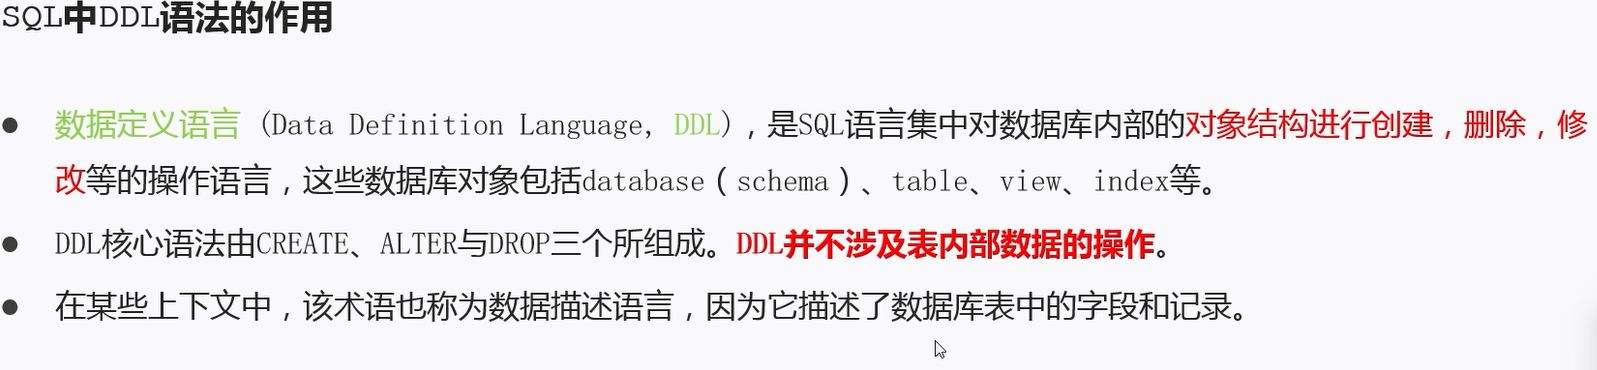 SQL中DDL语法的作用
● 数据定义语言 (Data Definition Language, DDL)，是SQL语言集中对数据库内部的对象结构进行创建，删除，修
改等的操作语言，这些数据库对象包括database（schema）、table、view、index等。
● DDL核心语法由CREATE、ALTER与DROP三个所组成。DDL并不涉及表内部数据的操作。
● 在某些上下文中，该术语也称为数据描述语言，因为它描述了数据库表中的字段和记录。